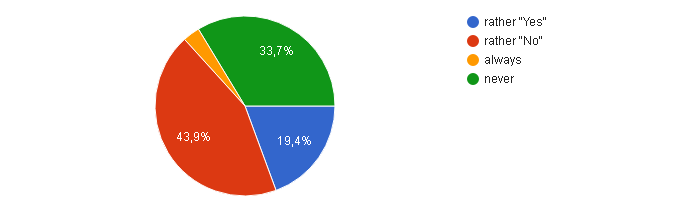 33,7%
43,9%
19,4%
rather "Yes"
rather "No"
always
never